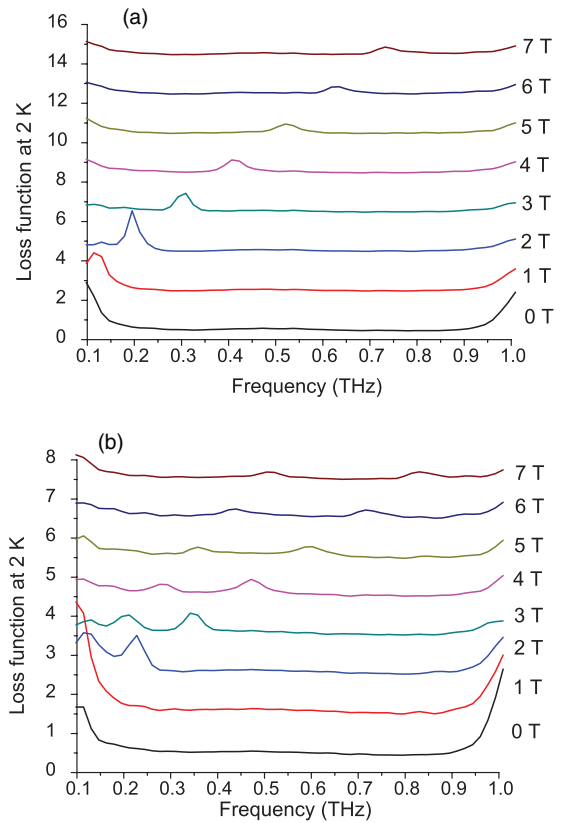 (a)
Loss function at 2 K
16
14
12
10
8
6
4
2
0
7 T
6 T
5 T
4 T
3 T
2 T
1 T
0 T
0.1 0.2 0.3 0.4 0.5 0.6 0.7 0.8 0.9 1.0
Frequency (THz)
(b)
Loss function at 2 K
8
7
6
5
4
3
2
1
0
7 T
6 T
5 T
4 T
3 T
2 T
1 T
0 T
0.1 0.2 0.3 0.4 0.5 0.6 0.7 0.8 0.9 1.0
Frequency (THz)